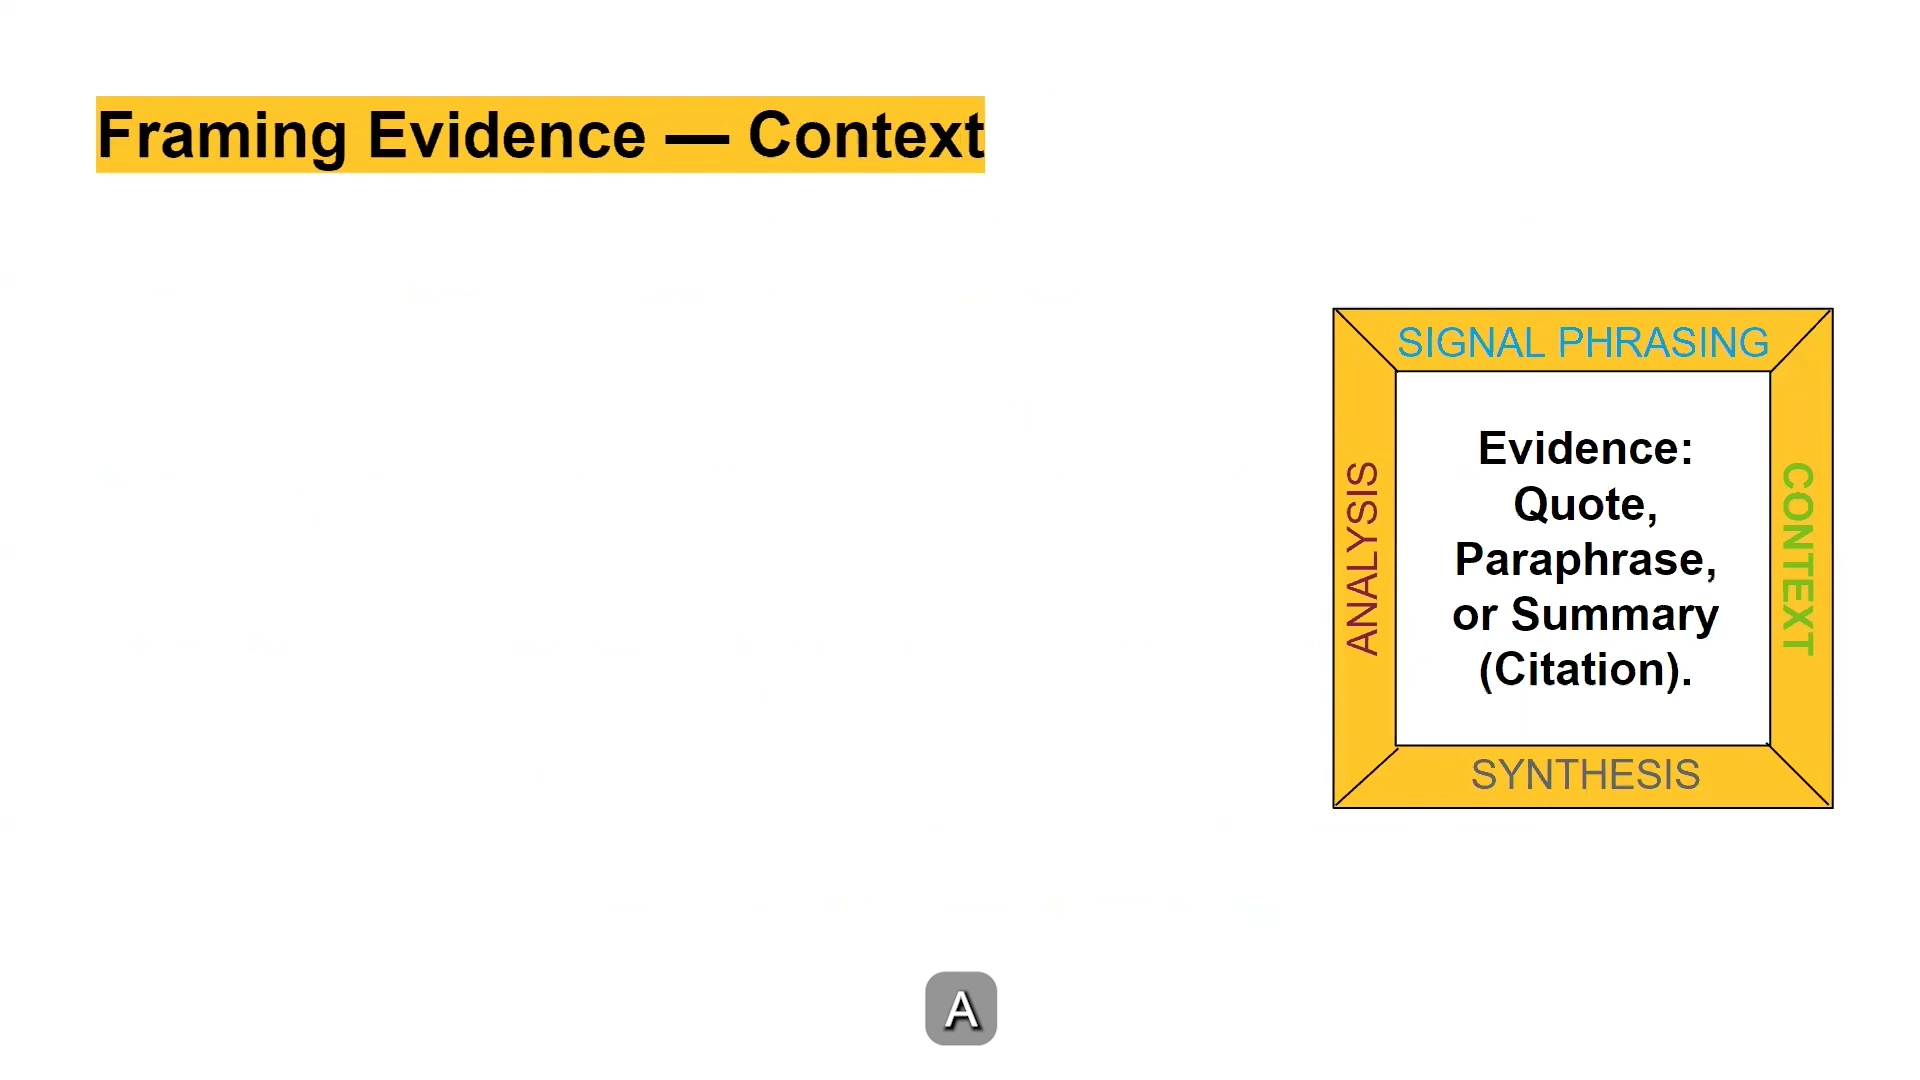 Framing Evidence — Context
SIGNAL PHRASING
ANALYSIS
Evidence:
Quote,
Paraphrase,
or Summary
(Citation).
CONTEXT
SYNTHESIS
A